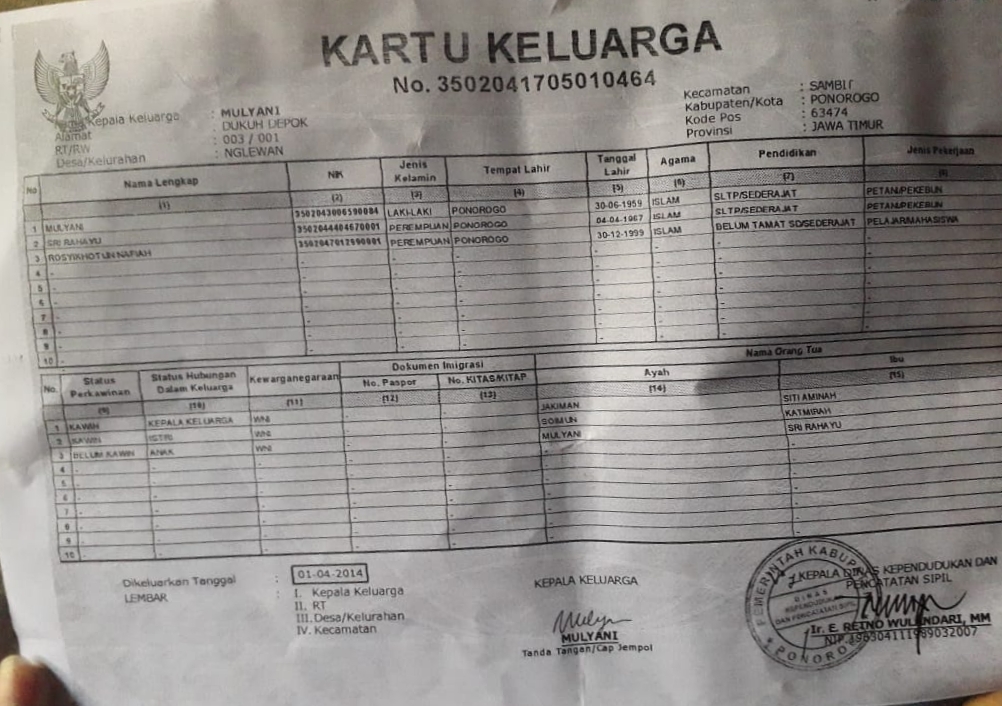 KARTU KELUARGA
No. 3502041705010464
Kepala Keluarga : MULYANI
Alamat : DUKUH DEPOK
RT/RW : 003 / 001
Desa/Kelurahan : NGLEWAN
Kecamatan : SAMBIT
Kabupaten/Kota : PONOROGO
Kode Pos : 63474
Provinsi : JAWA TIMUR
No Nama Lengkap NIK Jenis Kelamin Tempat Lahir Tanggal Lahir Agama Pendidikan Jenis Pekerjaan
(1) (2) (3) (4) (5) (6) (7) (8)
1 MULYANI 3502043006590004 LAKI-LAKI PONOROGO 30-06-1959 ISLAM SLTP/SEDERAJAT PETANI/PEKEBUN
2 SRI RAHAYU 3502044404670001 PEREMPUAN PONOROGO 04-04-1967 ISLAM SLTP/SEDERAJAT PETANI/PEKEBUN
3 ROSYIKHOTUN NAFIAH 3502047012990001 PEREMPUAN PONOROGO 30-12-1999 ISLAM BELUM TAMAT SD/SEDERAJAT PELAJAR/MAHASISWA
4 - - - - -
5 - - - - -
6 - - - - -
7 - - - - -
8 - - - - -
9 - - - - -
10 - - - - -
No. Status Perkawinan Status Hubungan Dalam Keluarga Kewarganegaraan Dokumen Imigrasi Nama Orang Tua
No. Paspor No. KITAS/KITAP Ayah Ibu
(9) (10) (11) (12) (13) (14) (15)
1 KAWIN KEPALA KELUARGA WNI JAKIMAN SITI AMINAH
2 KAWIN ISTRI WNI SOIMUN KATMIRAH
3 BELUM KAWIN ANAK WNI MULYANI SRI RAHAYU
4 - - - - -
5 - - - - -
6 - - - - -
7 - - - - -
8 - - - - -
9 - - - - -
10 - - - - -
Dikeluarkan Tanggal : 01-04-2014
LEMBAR : I. Kepala Keluarga
II. RT
III. Desa/Kelurahan
IV. Kecamatan
KEPALA KELUARGA
MULYANI
Tanda Tangan/Cap Jempol
KEPALA DINAS KEPENDUDUKAN DAN
PENCATATAN SIPIL
Ir. E. RETNO WULANDARI, MM
NIP
PEMERINTAH KABUP
DINAS
KEPENDUDUKAN
DAN PENCATATAN SIPIL
PONORO